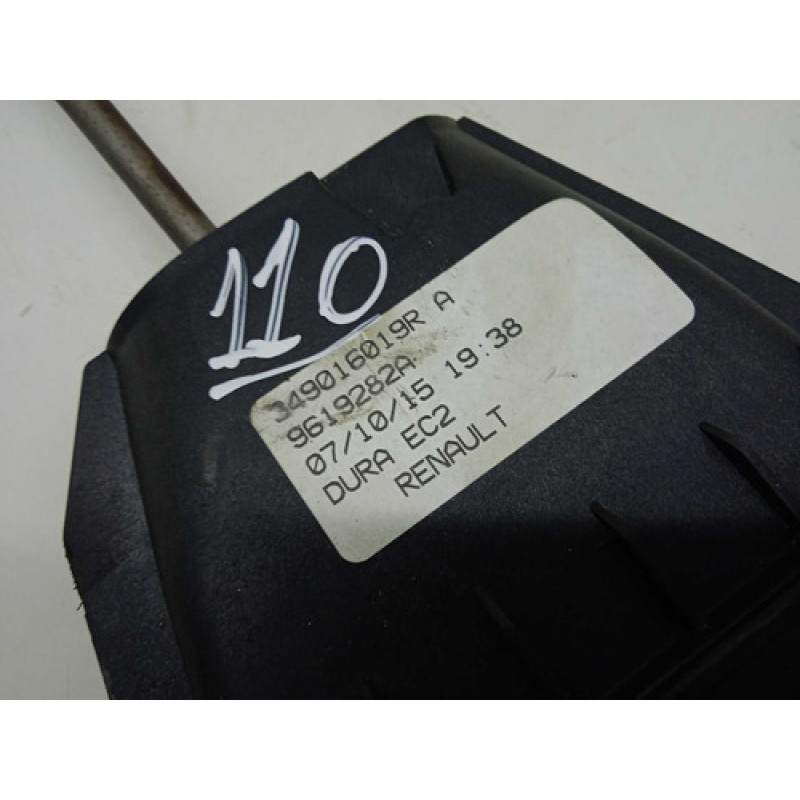 110
349016019R A
9619282A
07/10/15 19:38
DURA EC2
RENAULT